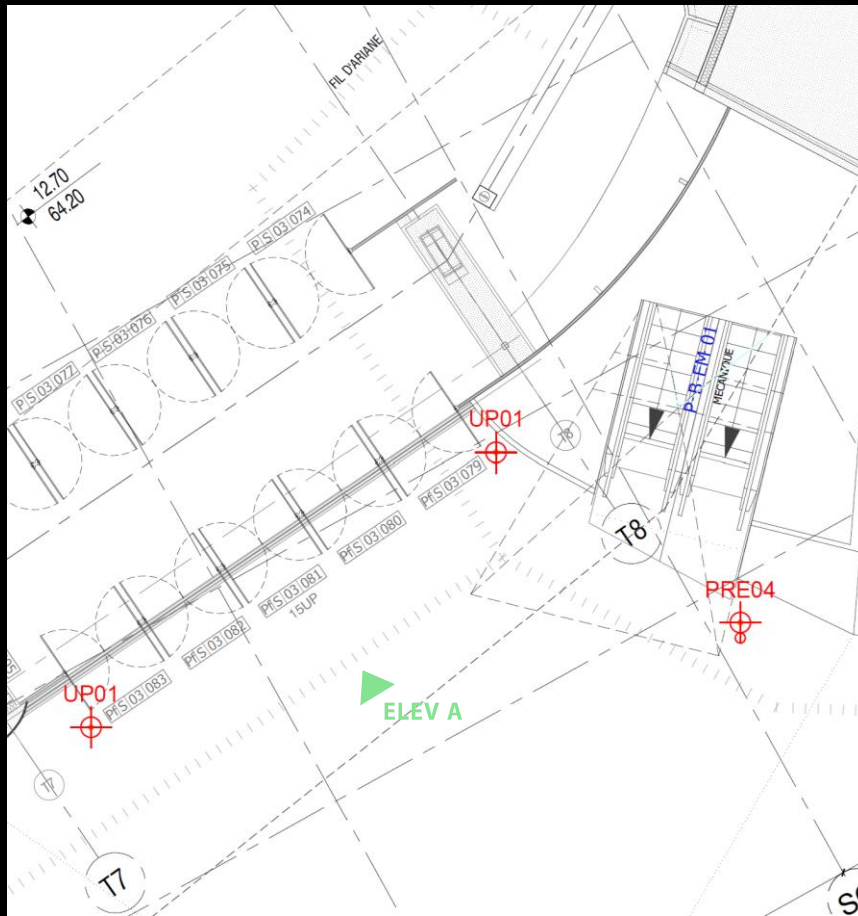 FIL D'ARIANE
12.70
64.20
P S 03 074
P S 03 075
P S 03 076
P S 03 077
UP01
T8
P-B-EM-01
MECANIQUE
T8
PfS 03 079
PfS 03 080
PfS 03 081
15UP
PfS 03 082
PfS 03 083
PRE04
UP01
ELEV A
T7
T7